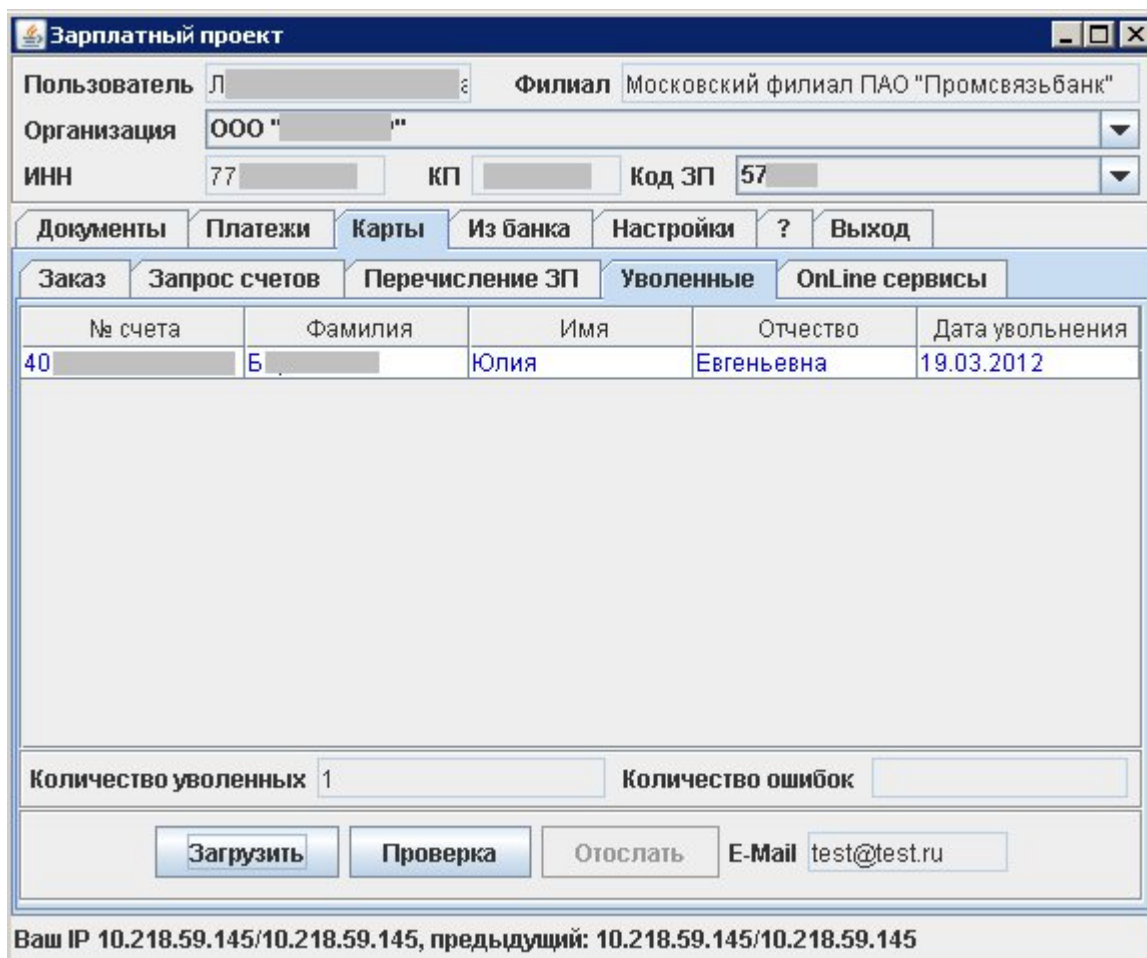 Зарплатный проект
Пользователь Л Филиал Московский филиал ПАО "Промсвязьбанк"
Организация ООО " "
ИНН 77 КП Код ЗП 57
Документы Платежи Карты Из банка Настройки ? Выход
Заказ Запрос счетов Перечисление ЗП Уволенные OnLine сервисы
№ счета Фамилия Имя Отчество Дата увольнения
40 Б Юлия Евгеньевна 19.03.2012
Количество уволенных 1 Количество ошибок
Загрузить Проверка Отослать E-Mail test@test.ru
Ваш IP 10.218.59.145/10.218.59.145, предыдущий: 10.218.59.145/10.218.59.145